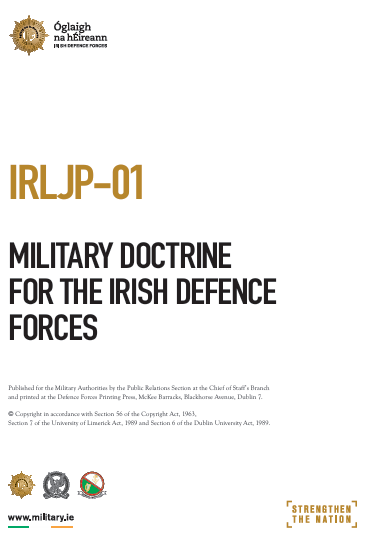 Óglaigh
na hÉireann
IRISH DEFENCE FORCES
IRLJP-01
MILITARY DOCTRINE
FOR THE IRISH DEFENCE
FORCES
Published for the Military Authorities by the Public Relations Section at the Chief of Staff's Branch
and printed at the Defence Forces Printing Press, McKee Barracks, Blackhorse Avenue, Dublin 7.
© Copyright in accordance with Section 56 of the Copyright Act, 1963,
Section 7 of the University of Limerick Act, 1989 and Section 6 of the Dublin University Act, 1989.
www.military.ie
STRENGTHEN
THE NATION